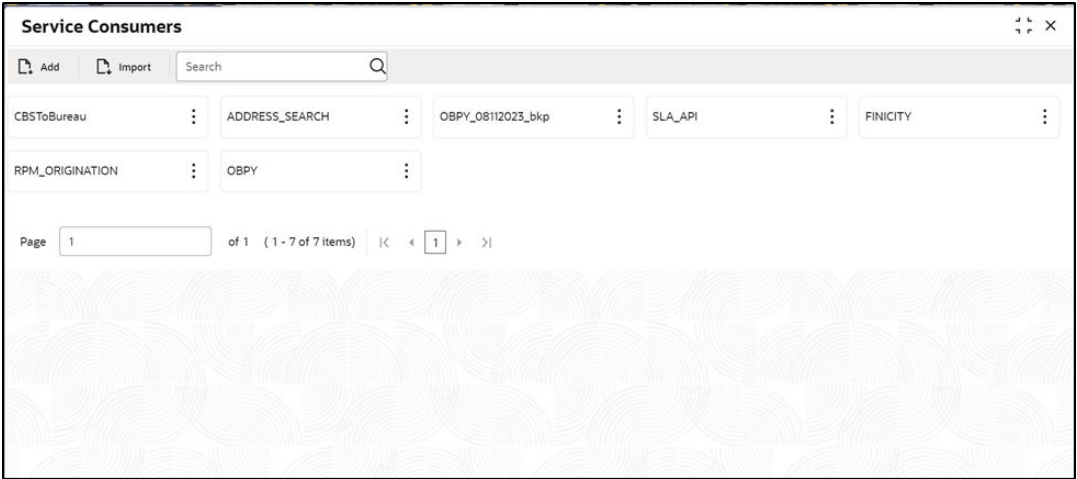 Service Consumers
Add Import Search
CBSToBureau ADDRESS_SEARCH OBPY_08112023_bkp SLA_API FINICITY
RPM_ORIGINATION OBPY
Page 1 of 1 (1 - 7 of 7 items) 1